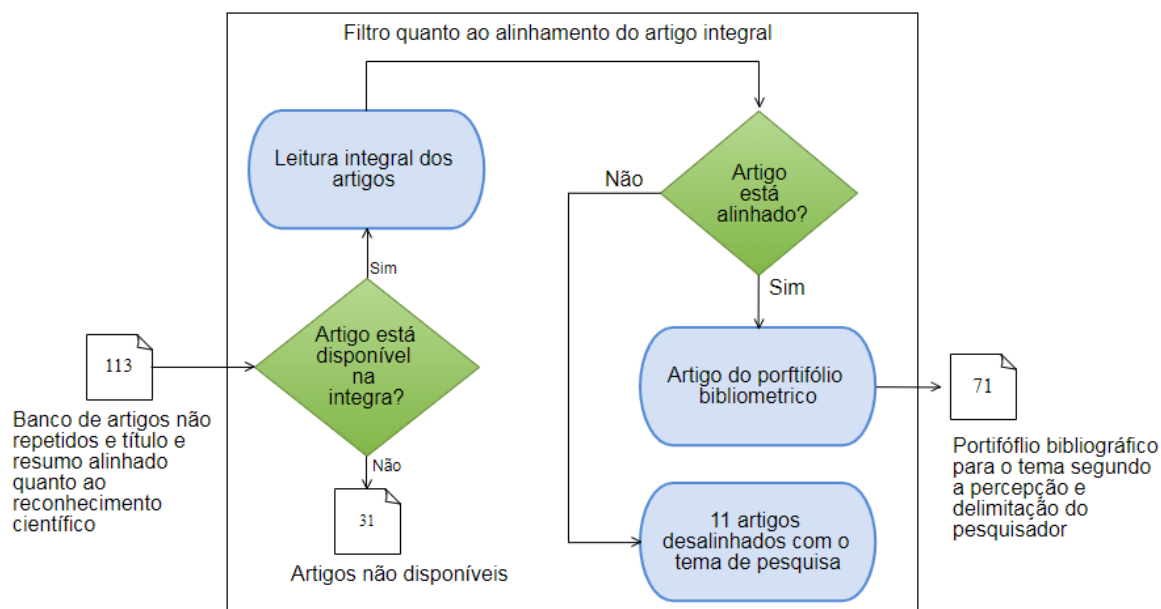 Filtro quanto ao alinhamento do artigo integral
Leitura integral dos
artigos
Sim
Artigo está
disponível
na
integra?
113
Banco de artigos não
repetidos e título e
resumo alinhado
quanto ao
reconhecimento
científico
Não
31
Artigos não disponíveis
Artigo
está
alinhado?
Não
Sim
Artigo do porftifólio
bibliometrico
71
Portifóflio bibliográfico
para o tema segundo
a percepção e
delimitação do
pesquisador
11 artigos
desalinhados com o
tema de pesquisa